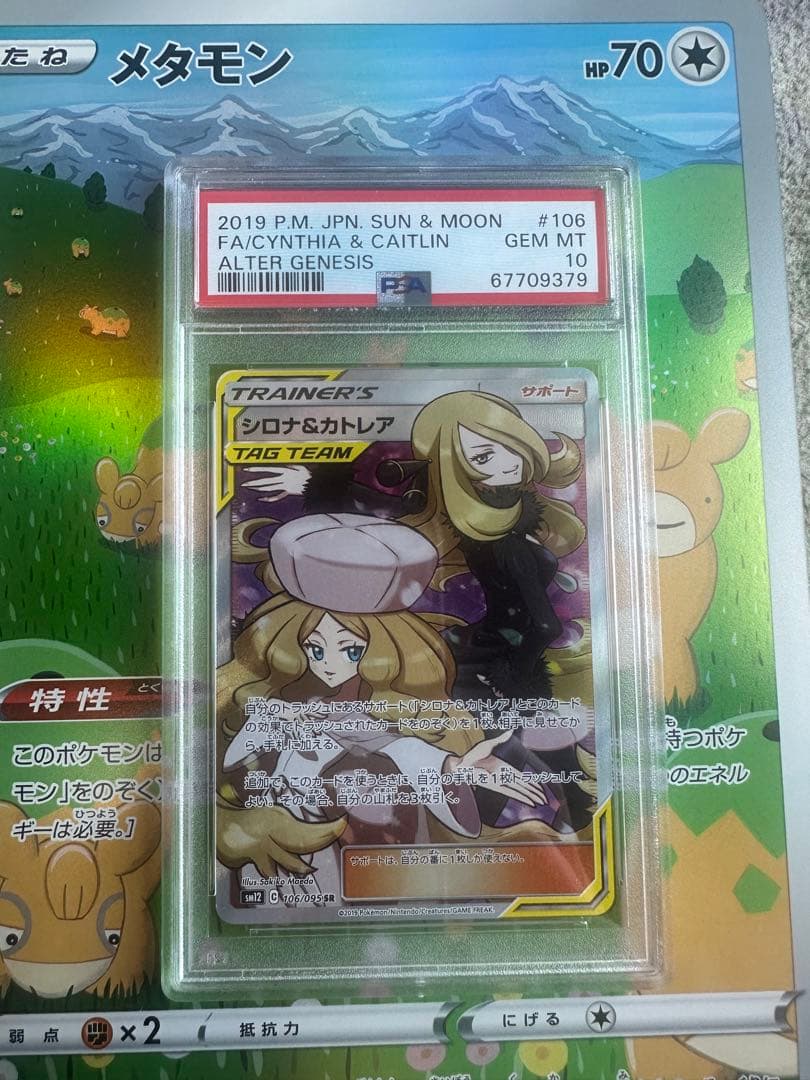 たね
メタモン
HP70
2019 P.M. JPN. SUN & MOON #106
FA/CYNTHIA & CAITLIN GEM MT
ALTER GENESIS 10
PSA
67709379
TRAINER'S サポート
シロナ&カトレア
TAG TEAM
自分のトラッシュにあるサポート(「シロナ&カトレア」とこのカード
の効果でトラッシュされたカードをのぞく)を1枚、相手に見せてか
ら、手札に加える。
追加で、このカードを使うときに、自分の手札を1枚トラッシュして
よい。その場合、自分の山札を3枚引く。
サポートは、自分の番に1枚しか使えない。
Illus. Sakiko Maeda
sm12 C 106/095 SR
©2019 Pokémon/Nintendo/Creatures/GAME FREAK.
特性
このポケモンは
持つポケ
モン」をのぞく)
のエネル
ギーは必要。]
弱点 ×2 抵抗力 にげる